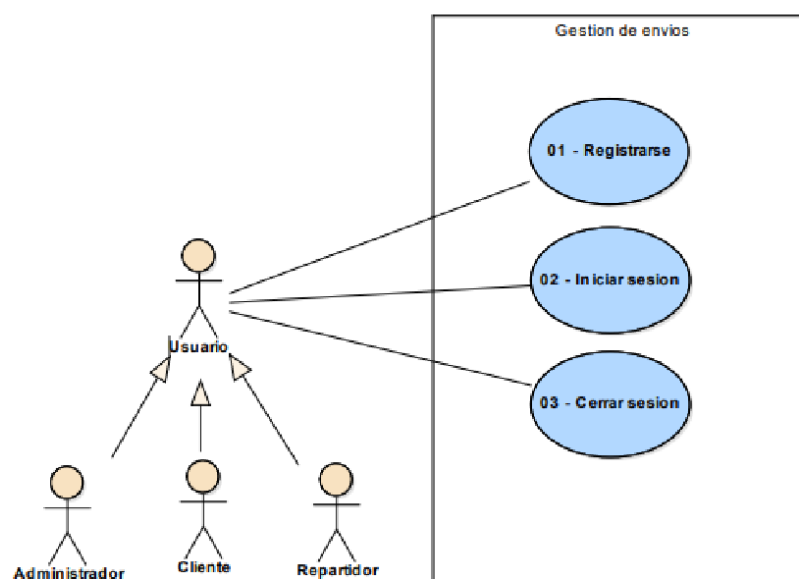 Gestion de envios
01 - Registrarse
02 - Iniciar sesion
Usuario
03 - Cerrar sesion
Administrador
Cliente
Repartidor